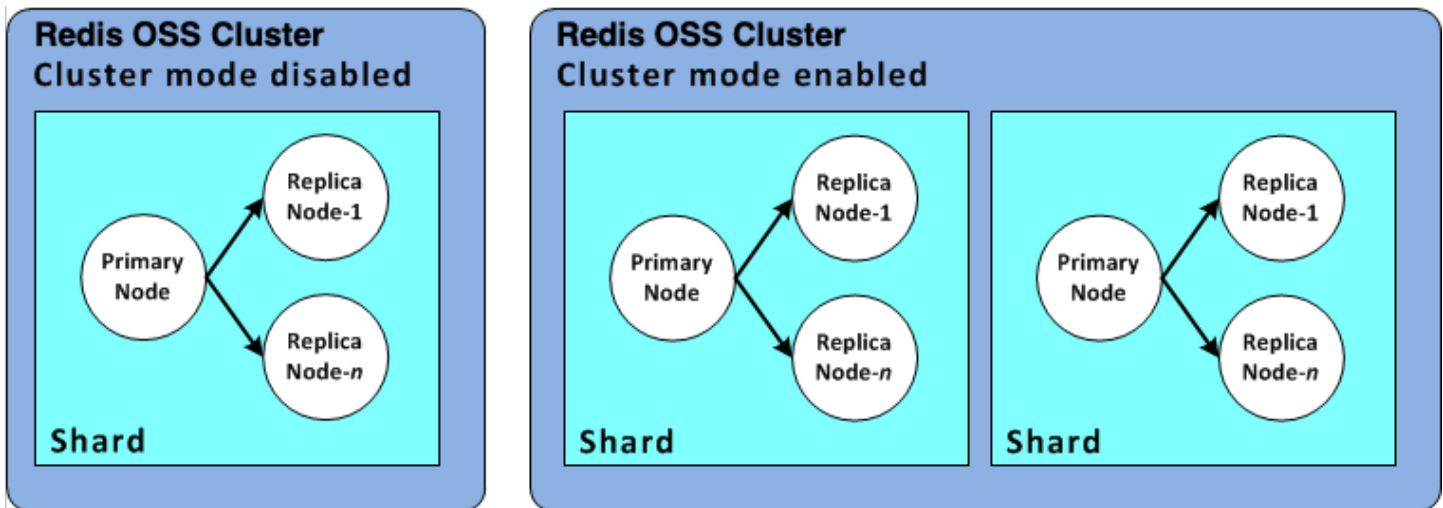 Redis OSS Cluster
Cluster mode disabled
Replica
Node-1
Primary
Node
Replica
Node-n
Shard
Redis OSS Cluster
Cluster mode enabled
Replica
Node-1
Primary
Node
Replica
Node-n
Shard
Replica
Node-1
Primary
Node
Replica
Node-n
Shard